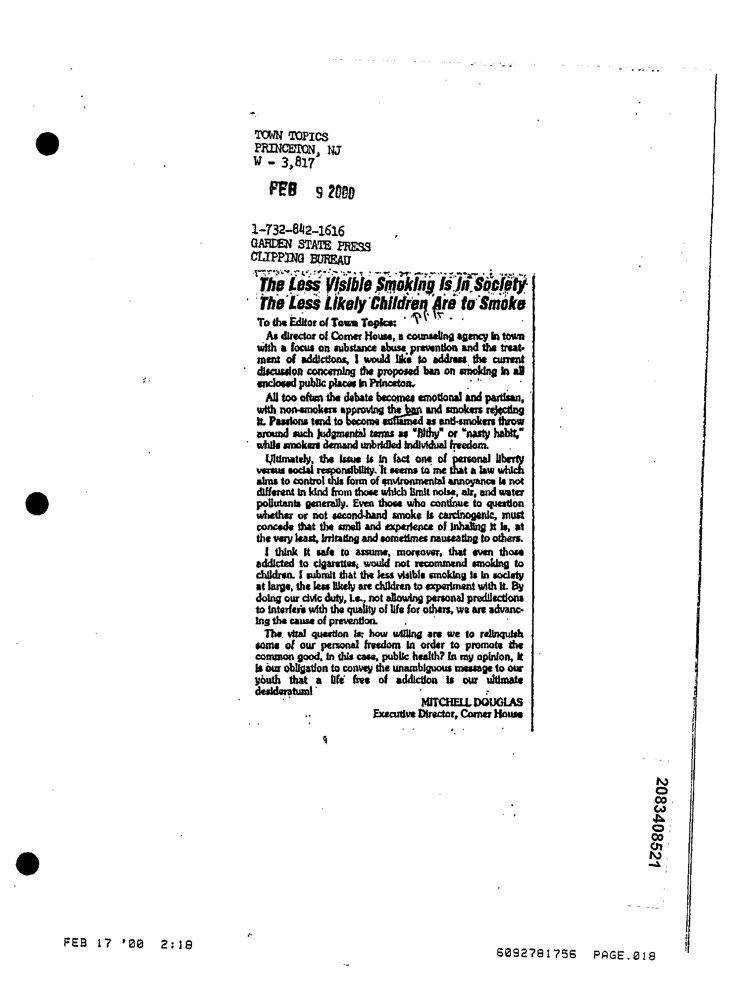 TOWN TOPICS
PRINCETON, NJ
W - 3,817
FEB 9 2000
1-732-842-1616
GARDEN STATE PRESS
CLIPPING BUREAU
The Less Visible Smoking Is in Society
The Less Likely Children Are to Smoke
To the Editor of Town Topics:
As director of Corner House, a counseling agency in town
with a focus on substance abuse prevention and the treat-
ment of addictions, I would like to address the current
discussion concerning the proposed ban on smoking in all
enclosed public places in Princeton.
All too often the debate becomes emotional and partisan,
with non-smokers approving the ban and smokers rejecting
it. Passions tend to become enflamed as anti-smokers throw
around such judgmental terms as "filthy" or "nasty habit,"
while smokers demand unbridled individual freedom.
Ultimately, the issue is in fact one of personal liberty
versus social responsibility. It seems to me that a law which
aims to control this form of environmental annoyance is not
different in kind from those which limit noise, air, and water
pollutants generally. Even those who continue to question
whether or not second-hand smoke is carcinogenic, must
concede that the smell and experience of inhaling it is, at
the very least, irritating and sometimes nauseating to others.
I think it safe to assume, moreover, that even those
addicted to cigarettes, would not recommend smoking to
children. I submit that the less visible smoking is in society
at large, the less likely are children to experiment with it. By
doing our civic duty, i.e., not allowing personal predilections
to interfere with the quality of life for others, we are advanc-
ing the cause of prevention.
The vital question is: how willing are we to relinquish
some of our personal freedom in order to promote the
common good, in this case, public health? In my opinion, it
is our obligation to convey the unambiguous message to our
youth that a life free of addiction is our ultimate
desideratum!
MITCHELL DOUGLAS
Executive Director, Corner House
2083408521
FEB 17 '00 2:18
6092781756 PAGE.018